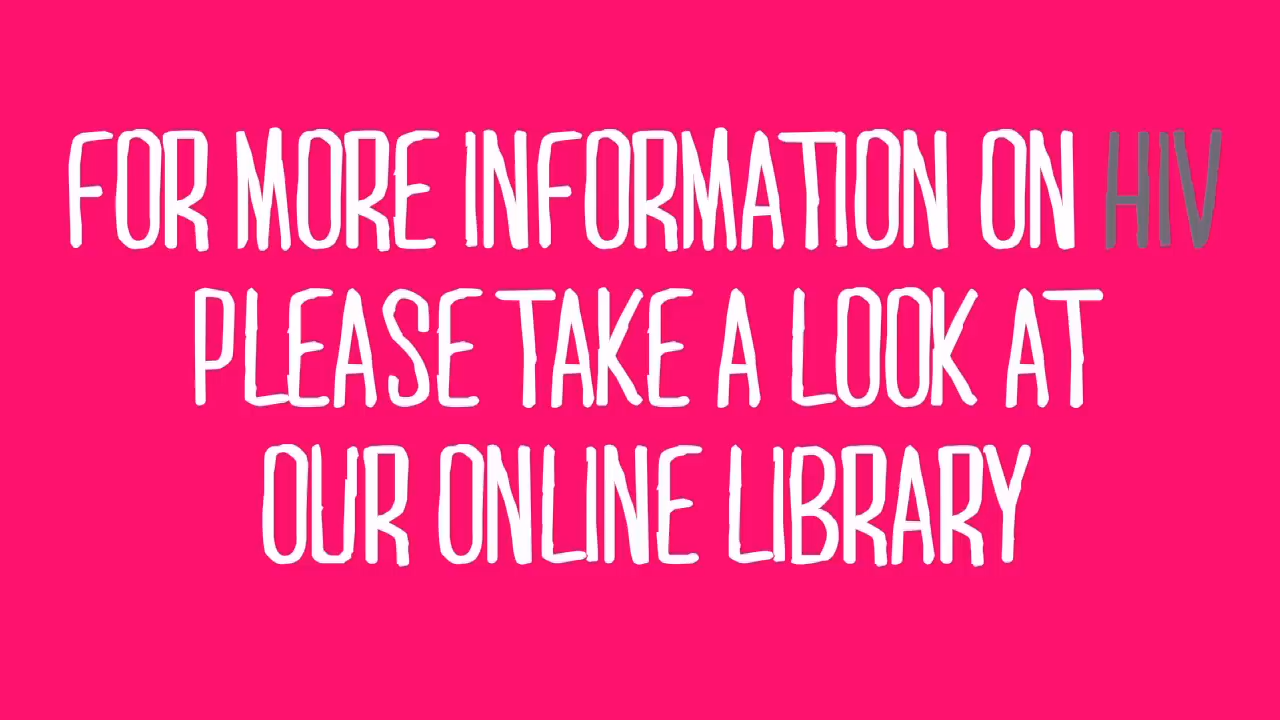 FOR MORE INFORMATION ON HIV
PLEASE TAKE A LOOK AT
OUR ONLINE LIBRARY